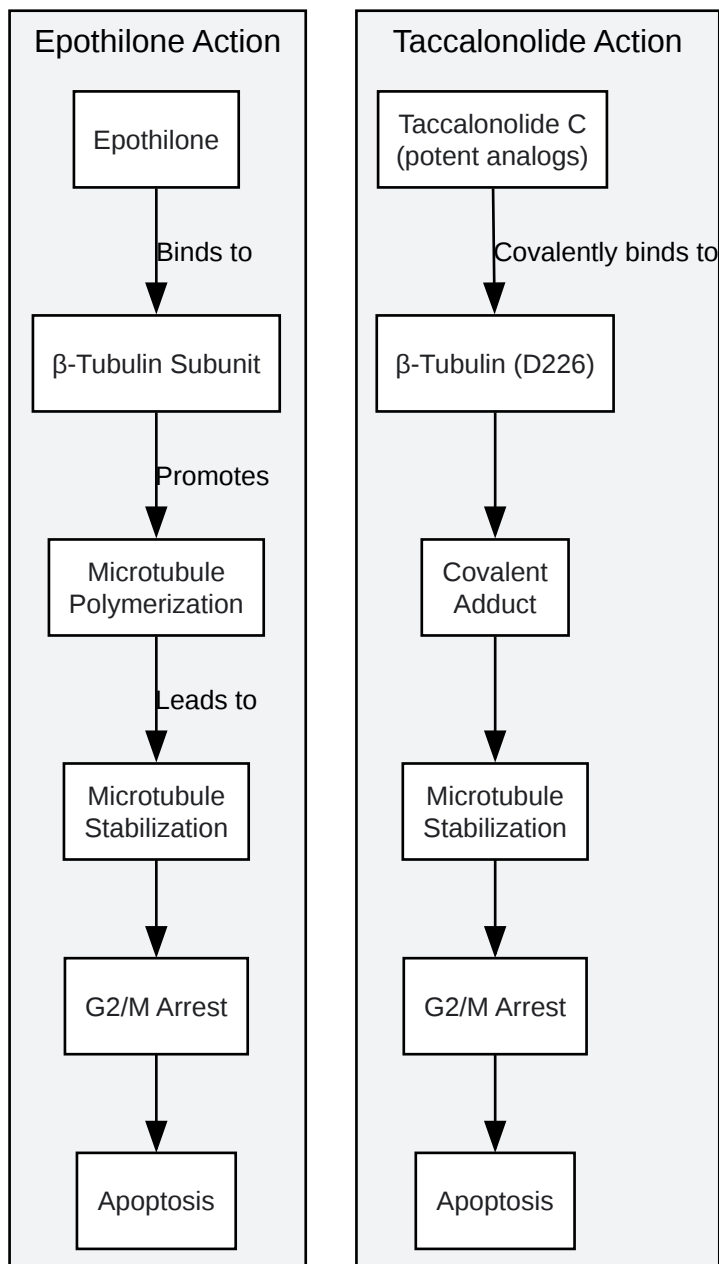 Epothilone Action
Epothilone
Binds to
β-Tubulin Subunit
Promotes
Microtubule
Polymerization
Leads to
Microtubule
Stabilization
G2/M Arrest
Apoptosis
Taccalonolide Action
Taccalonolide C
(potent analogs)
Covalently binds to
β-Tubulin (D226)
Covalent
Adduct
Microtubule
Stabilization
G2/M Arrest
Apoptosis